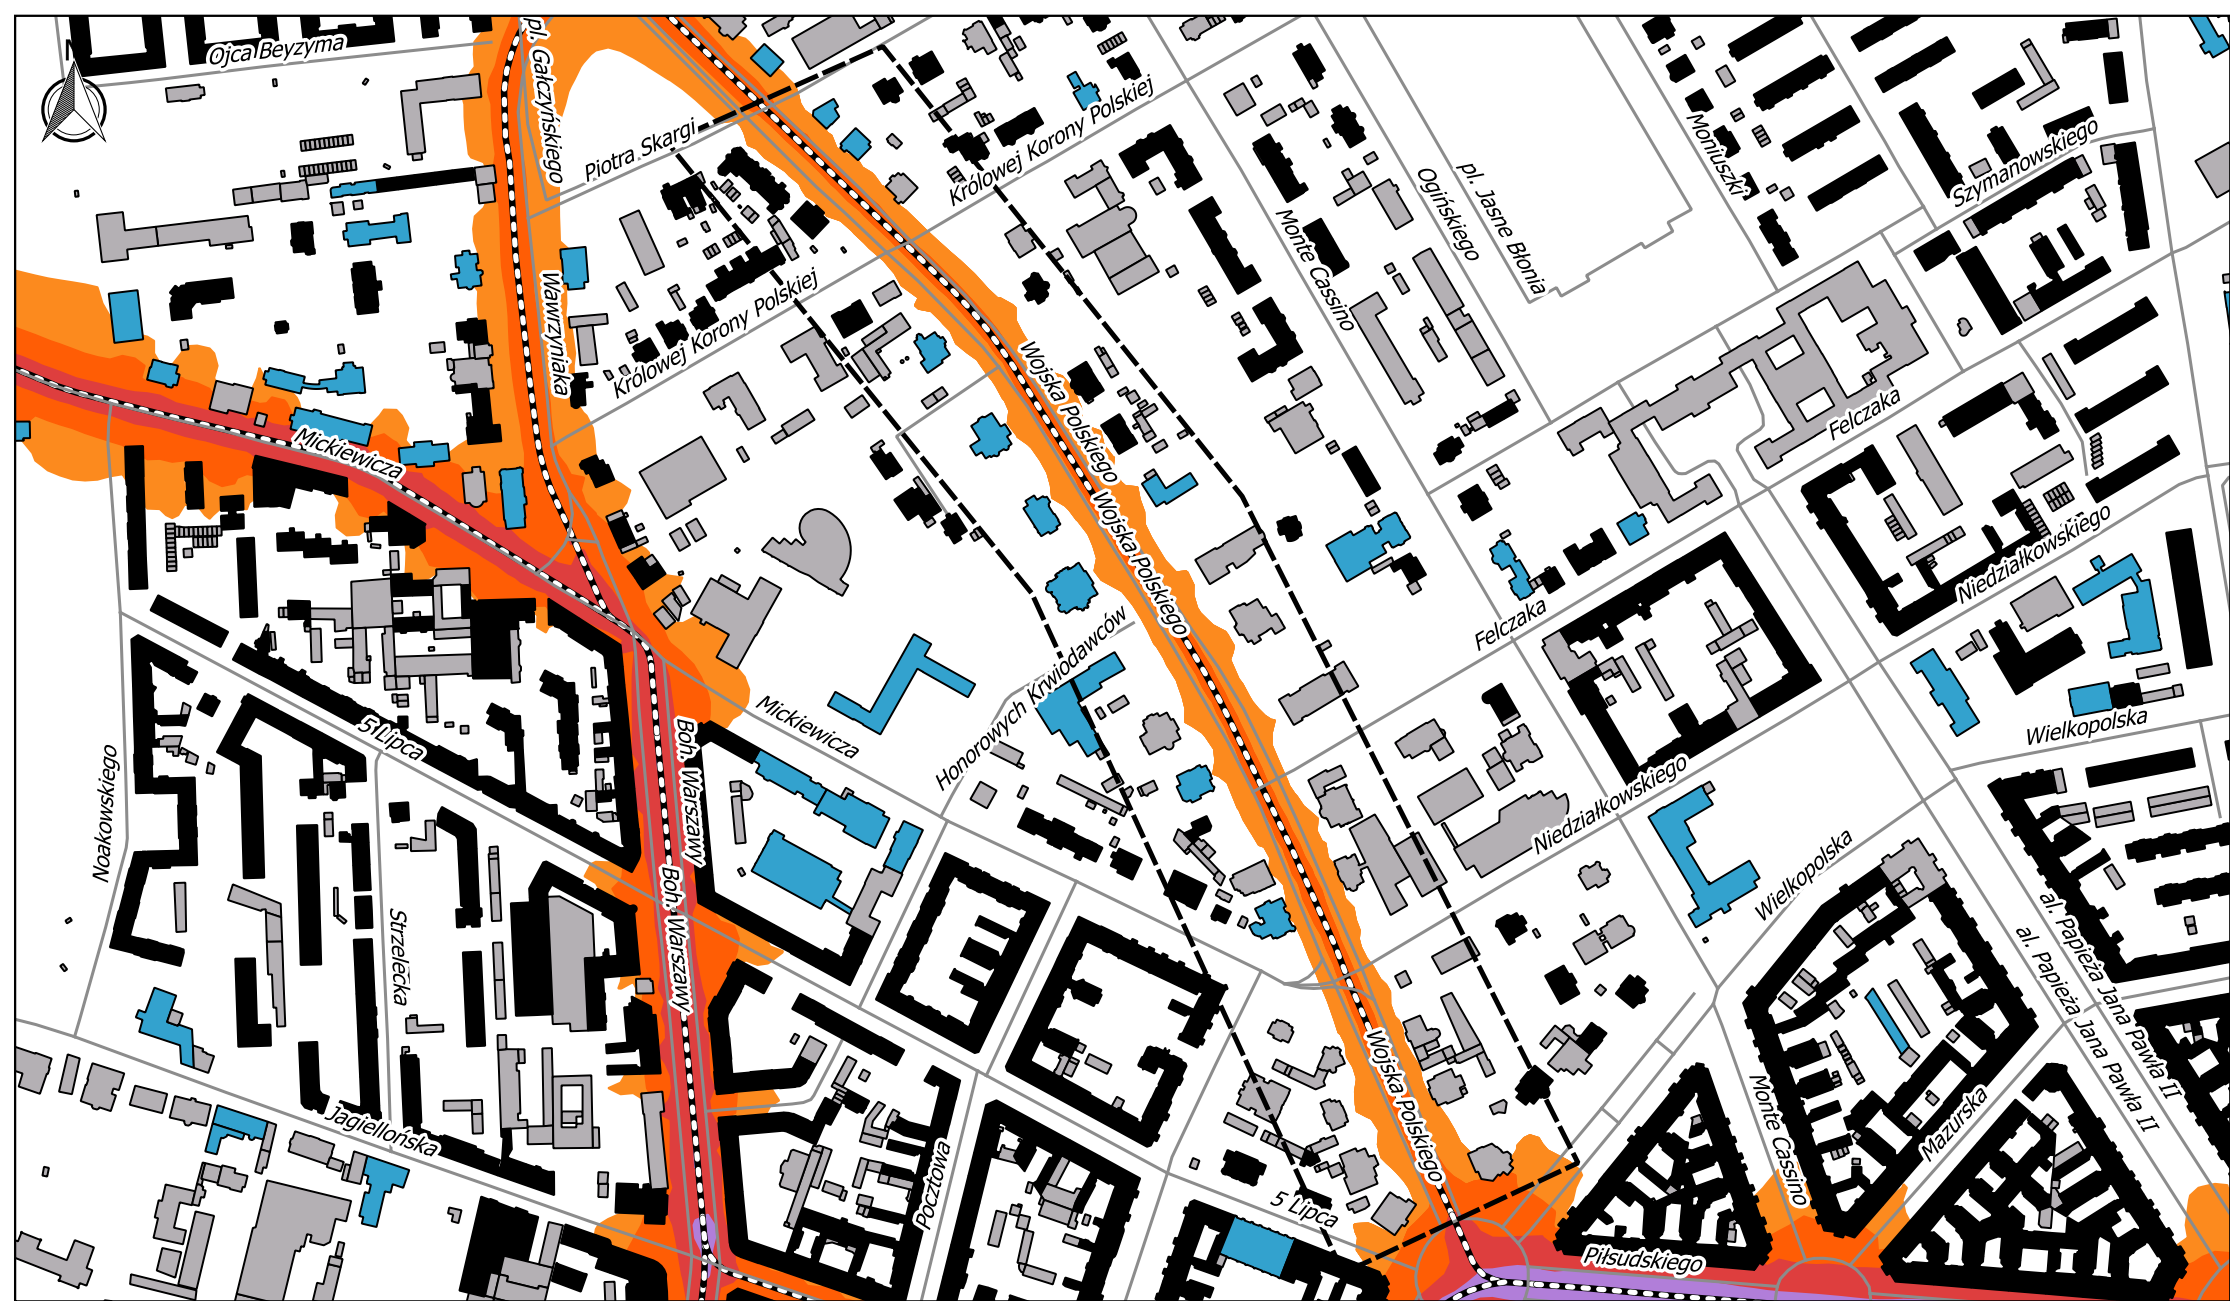 N
Ojca Beyzyma
pl. Gałczyńskiego
Piotra Skargi
Królowej Korony Polskiej
Moniuszki
Szymanowskiego
pl. Jasne Błonia
Ogińskiego
Monte Cassino
Wawrzyniaka
Królowej Korony Polskiej
Wojska Polskiego
Felczaka
Mickiewicza
Wojska Polskiego
Niedziałkowskiego
Felczaka
Honorowych Krwiodawców
Mickiewicza
5 Lipca
Boh. Warszawy
Noakowskiego
Wielkopolska
Niedziałkowskiego
Wielkopolska
Boh. Warszawy
Strzelecka
al. Papieża Jana Pawła II
al. Papieża Jana Pawła II
Wojska Polskiego
Monte Cassino
Mazurska
Jagiellońska
Pocztowa
5 Lipca
Piłsudskiego